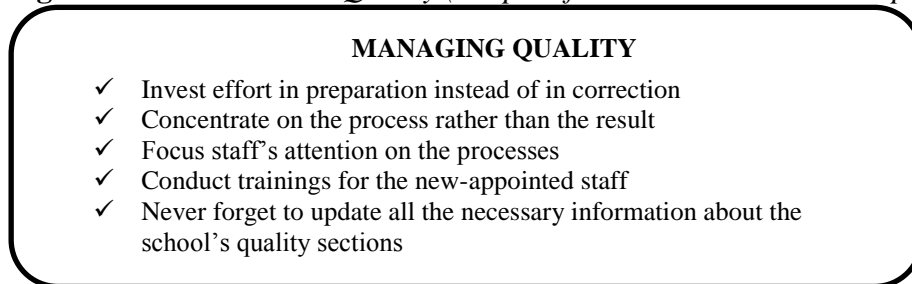 MANAGING QUALITY
✓ Invest effort in preparation instead of in correction
✓ Concentrate on the process rather than the result
✓ Focus staff's attention on the processes
✓ Conduct trainings for the new-appointed staff
✓ Never forget to update all the necessary information about the
school's quality sections